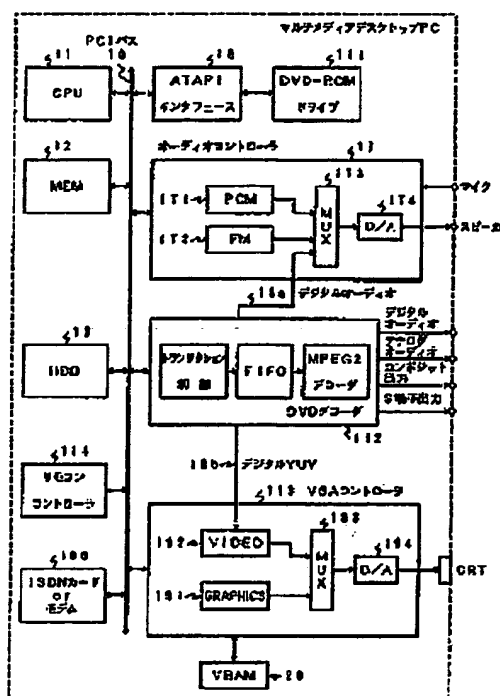 マルチメディアデスクトップPC
PCIバス
10
11
CPU
18
ATAPI
インタフェース
111
DVD-ROM
ドライブ
12
MEM
オーディオコントローラ
17
171
PCM
172
FM
173
MUX
174
D/A
マイク
スピーカ
デジタルオーディオ
13
HDD
トランザクション
制御
FIFO
MPEG2
デコーダ
DVDデコーダ
112
デジタル
オーディオ
アナログ
オーディオ
コンポジット
出力
S端子出力
114
リモコン
コントローラ
デジタルYUV
113
VGAコントローラ
192
VIDEO
191
GRAPHICS
193
MUX
194
D/A
CRT
ISDNカード
or
モデム
VRAM
20